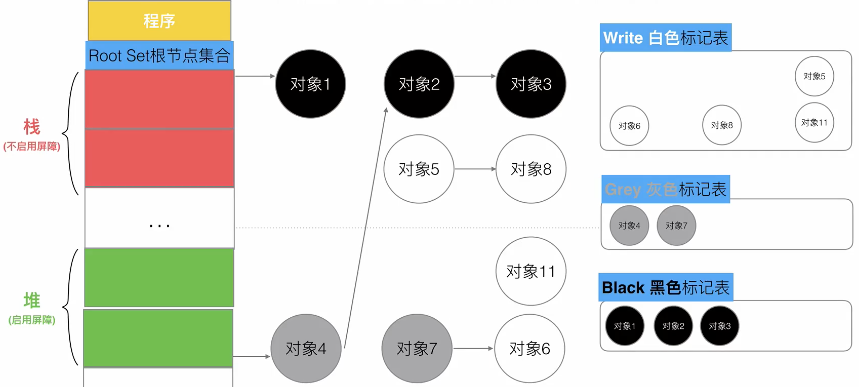 程序
Root Set根节点集合
栈
(不启用屏障)
...
堆
(启用屏障)
对象1
对象2
对象3
对象5
对象8
对象11
对象4
对象7
对象6
Write 白色标记表
对象5
对象6
对象8
对象11
Grey 灰色标记表
对象4
对象7
Black 黑色标记表
对象1
对象2
对象3